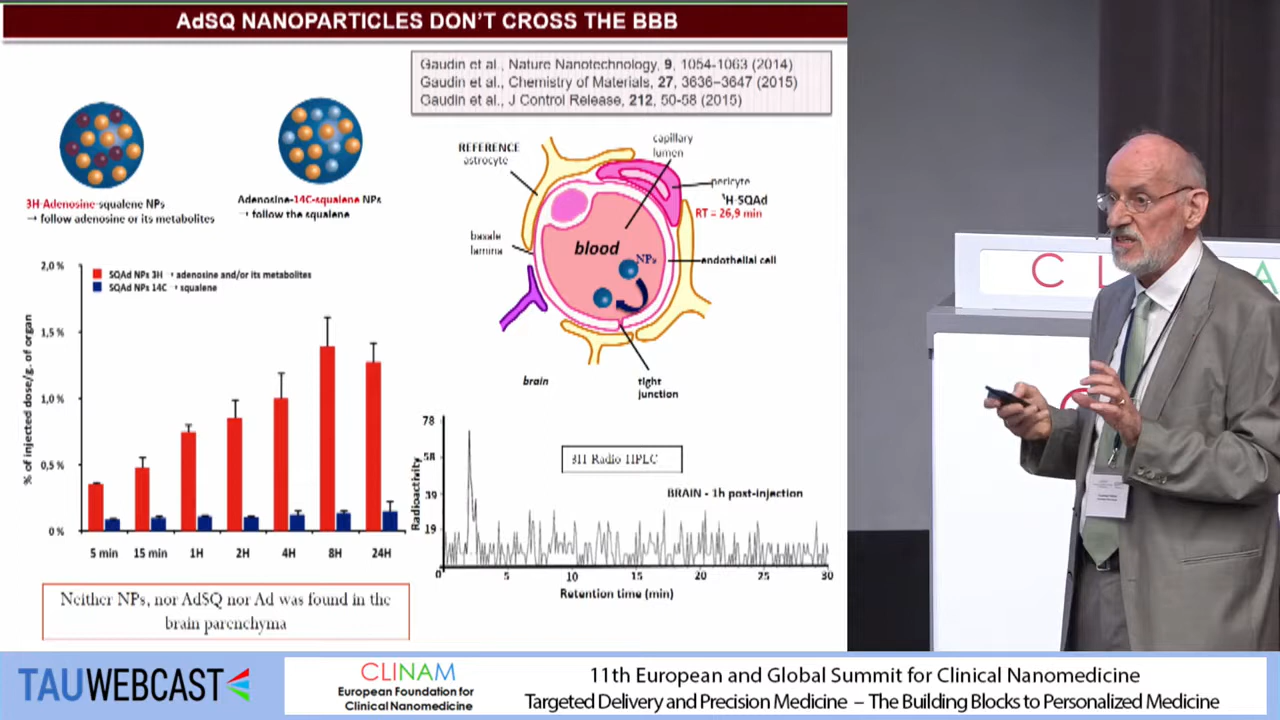 AdSQ NANOPARTICLES DON'T CROSS THE BBB
Gaudin et al., Nature Nanotechnology, 9, 1054-1063 (2014)
Gaudin et al., Chemistry of Materials, 27, 3636–3647 (2015)
Gaudin et al., J Control Release, 212, 50-58 (2015)
3H-Adenosine-squalene NPs
→ follow adenosine or its metabolites
Adenosine-14C-squalene NPs
→ follow the squalene
REFERENCE
astrocyte
capillary
lumen
pericyte
³H-SQAd
RT = 26,9 min
basale
lamina
blood
NPs
endothelial cell
brain
tight
junction
% of injected dose/g. of organ
2,0 %
1,5 %
1,0 %
0,5 %
0 %
SQAd NPs 3H → adenosine and/or its metabolites
SQAd NPs 14C → squalene
5 min 15 min 1H 2H 4H 8H 24H
Neither NPs, nor AdSQ nor Ad was found in the
brain parenchyma
Radioactivity
78
58
39
19
0 5 10 15 20 25 30
3H Radio HPLC
BRAIN - 1h post-injection
Retention time (min)
C L
A
TAUWEBCAST
CLINAM
European Foundation for
Clinical Nanomedicine
11th European and Global Summit for Clinical Nanomedicine
Targeted Delivery and Precision Medicine – The Building Blocks to Personalized Medicine